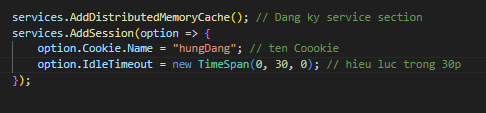 services.AddDistributedMemoryCache(); // Dang ky service section
services.AddSession(option => {
    option.Cookie.Name = "hungDang"; // ten Coookie
    option.IdleTimeout = new TimeSpan(0, 30, 0); // hieu luc trong 30p
});